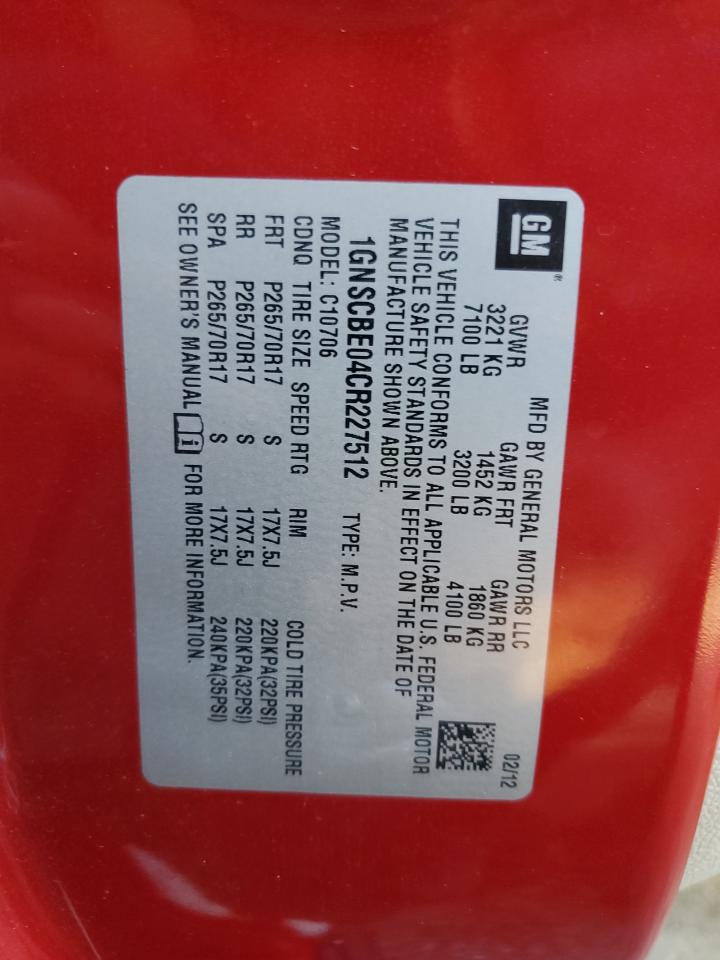 GM®
MFD BY GENERAL MOTORS LLC 02/12
GVWR GAWR FRT GAWR RR
3221 KG 1452 KG 1860 KG
7100 LB 3200 LB 4100 LB
THIS VEHICLE CONFORMS TO ALL APPLICABLE U.S. FEDERAL MOTOR
VEHICLE SAFETY STANDARDS IN EFFECT ON THE DATE OF
MANUFACTURE SHOWN ABOVE.
1GNSCBE04CR227512 TYPE: M.P.V.
MODEL: C10706
CDNQ TIRE SIZE SPEED RTG RIM COLD TIRE PRESSURE
FRT P265/70R17 S 17X7.5J 220KPA(32PSI)
RR P265/70R17 S 17X7.5J 220KPA(32PSI)
SPA P265/70R17 S 17X7.5J 240KPA(35PSI)
SEE OWNER'S MANUAL i FOR MORE INFORMATION.